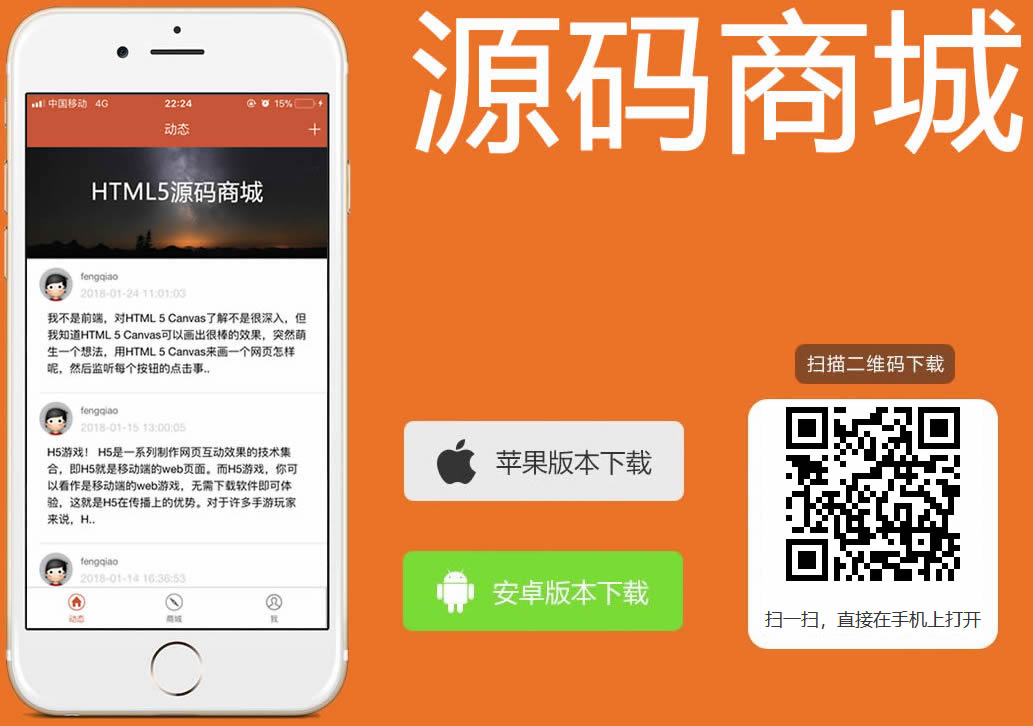 源码商城
中国移动 4G 22:24 15%
动态 +
HTML5源码商城
fengqiao
2018-01-24 11:01:03
我不是前端，对HTML 5 Canvas了解不是很深入，但
我知道HTML 5 Canvas可以画出很棒的效果，突然萌
生一个想法，用HTML 5 Canvas来画一个网页怎样
呢，然后监听每个按钮的点击事..
fengqiao
2018-01-15 13:00:05
H5游戏！ H5是一系列制作网页互动效果的技术集
合，即H5就是移动端的web页面。而H5游戏，你可
以看作是移动端的web游戏，无需下载软件即可体
验，这就是H5在传播上的优势。对于许多手游玩家
来说，H..
fengqiao
2018-01-14 16:36:53
动态 商城 我
苹果版本下载
安卓版本下载
扫描二维码下载
扫一扫，直接在手机上打开